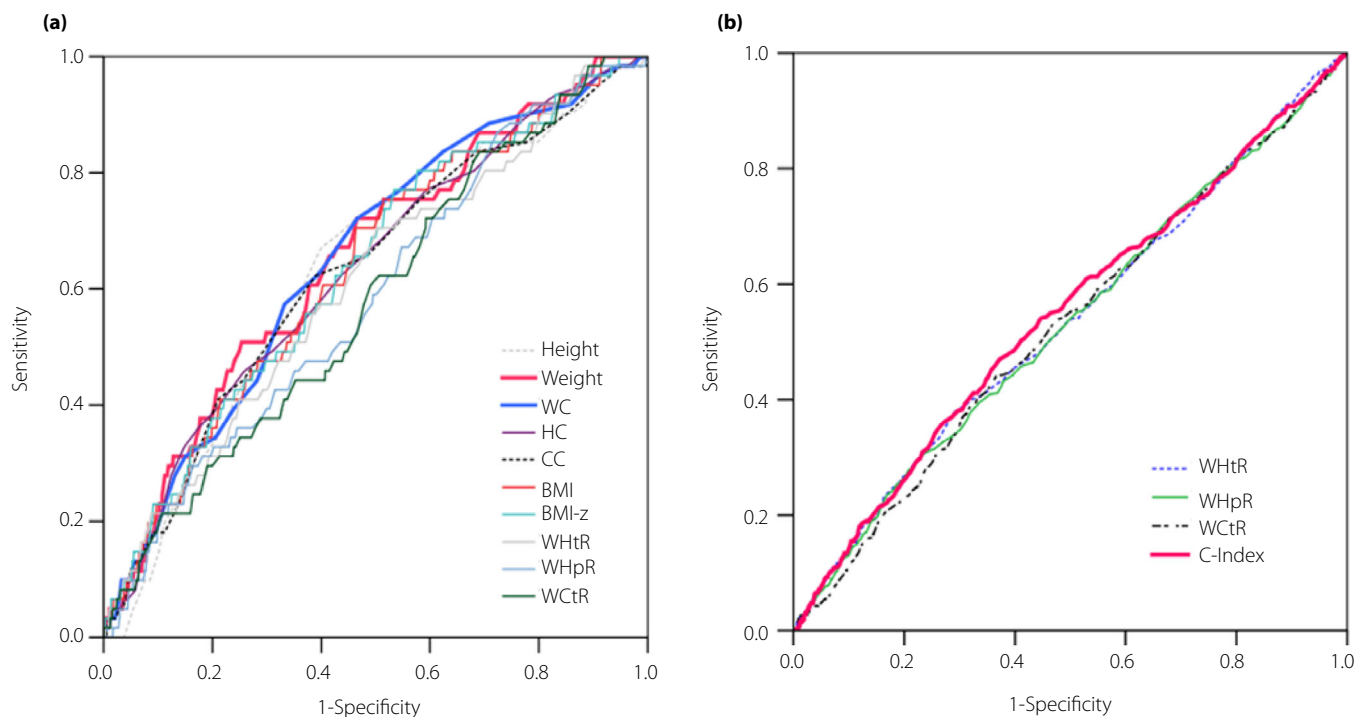 (a)
1.0
0.8
0.6
0.4
0.2
0.0
Sensitivity
0.0 0.2 0.4 0.6 0.8 1.0
1-Specificity
Height
Weight
WC
HC
CC
BMI
BMI-z
WHtR
WHpR
WCtR
(b)
1.0
0.8
0.6
0.4
0.2
0.0
Sensitivity
0.0 0.2 0.4 0.6 0.8 1.0
1-Specificity
WHtR
WHpR
WCtR
C-Index